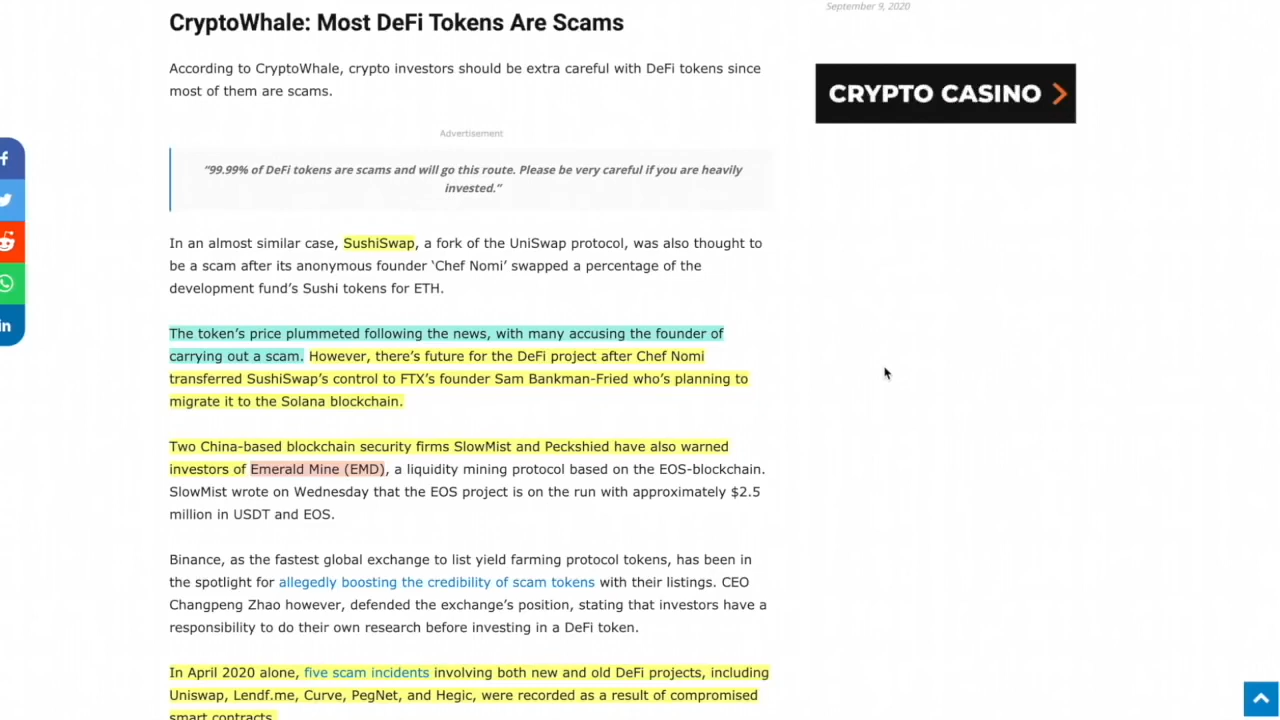 CryptoWhale: Most DeFi Tokens Are Scams
September 9, 2020
According to CryptoWhale, crypto investors should be extra careful with DeFi tokens since
most of them are scams.
CRYPTO CASINO
Advertisement
“99.99% of DeFi tokens are scams and will go this route. Please be very careful if you are heavily
invested.”
In an almost similar case, SushiSwap, a fork of the UniSwap protocol, was also thought to
be a scam after its anonymous founder ‘Chef Nomi’ swapped a percentage of the
development fund’s Sushi tokens for ETH.
The token’s price plummeted following the news, with many accusing the founder of
carrying out a scam. However, there’s future for the DeFi project after Chef Nomi
transferred SushiSwap’s control to FTX’s founder Sam Bankman-Fried who’s planning to
migrate it to the Solana blockchain.
Two China-based blockchain security firms SlowMist and Peckshied have also warned
investors of Emerald Mine (EMD), a liquidity mining protocol based on the EOS-blockchain.
SlowMist wrote on Wednesday that the EOS project is on the run with approximately $2.5
million in USDT and EOS.
Binance, as the fastest global exchange to list yield farming protocol tokens, has been in
the spotlight for allegedly boosting the credibility of scam tokens with their listings. CEO
Changpeng Zhao however, defended the exchange’s position, stating that investors have a
responsibility to do their own research before investing in a DeFi token.
In April 2020 alone, five scam incidents involving both new and old DeFi projects, including
Uniswap, Lendf.me, Curve, PegNet, and Hegic, were recorded as a result of compromised
smart contracts.